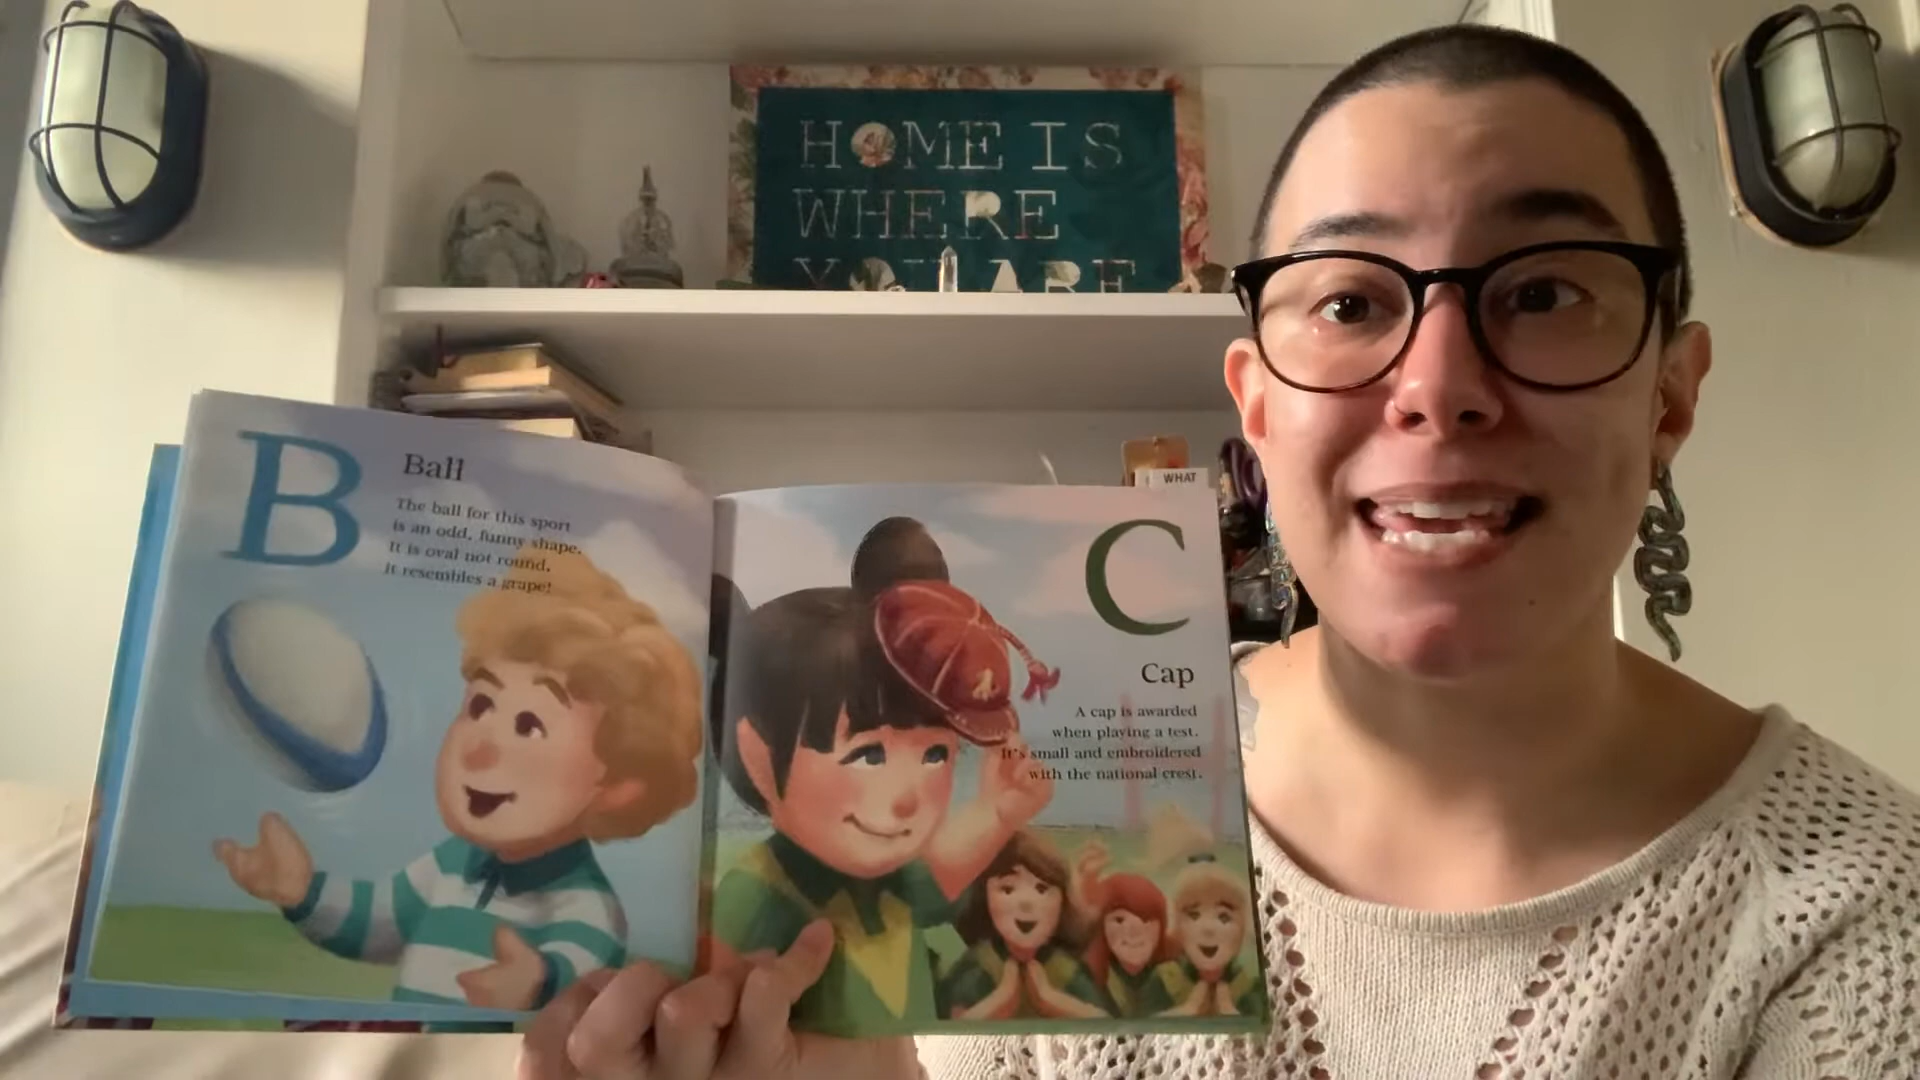 HOME IS
WHERE
YOU ARE
WHAT
B
Ball
The ball for this sport
is an odd, funny shape.
It is oval not round.
It resembles a grape!
C
Cap
A cap is awarded
when playing a test.
It's small and embroidered
with the national crest.